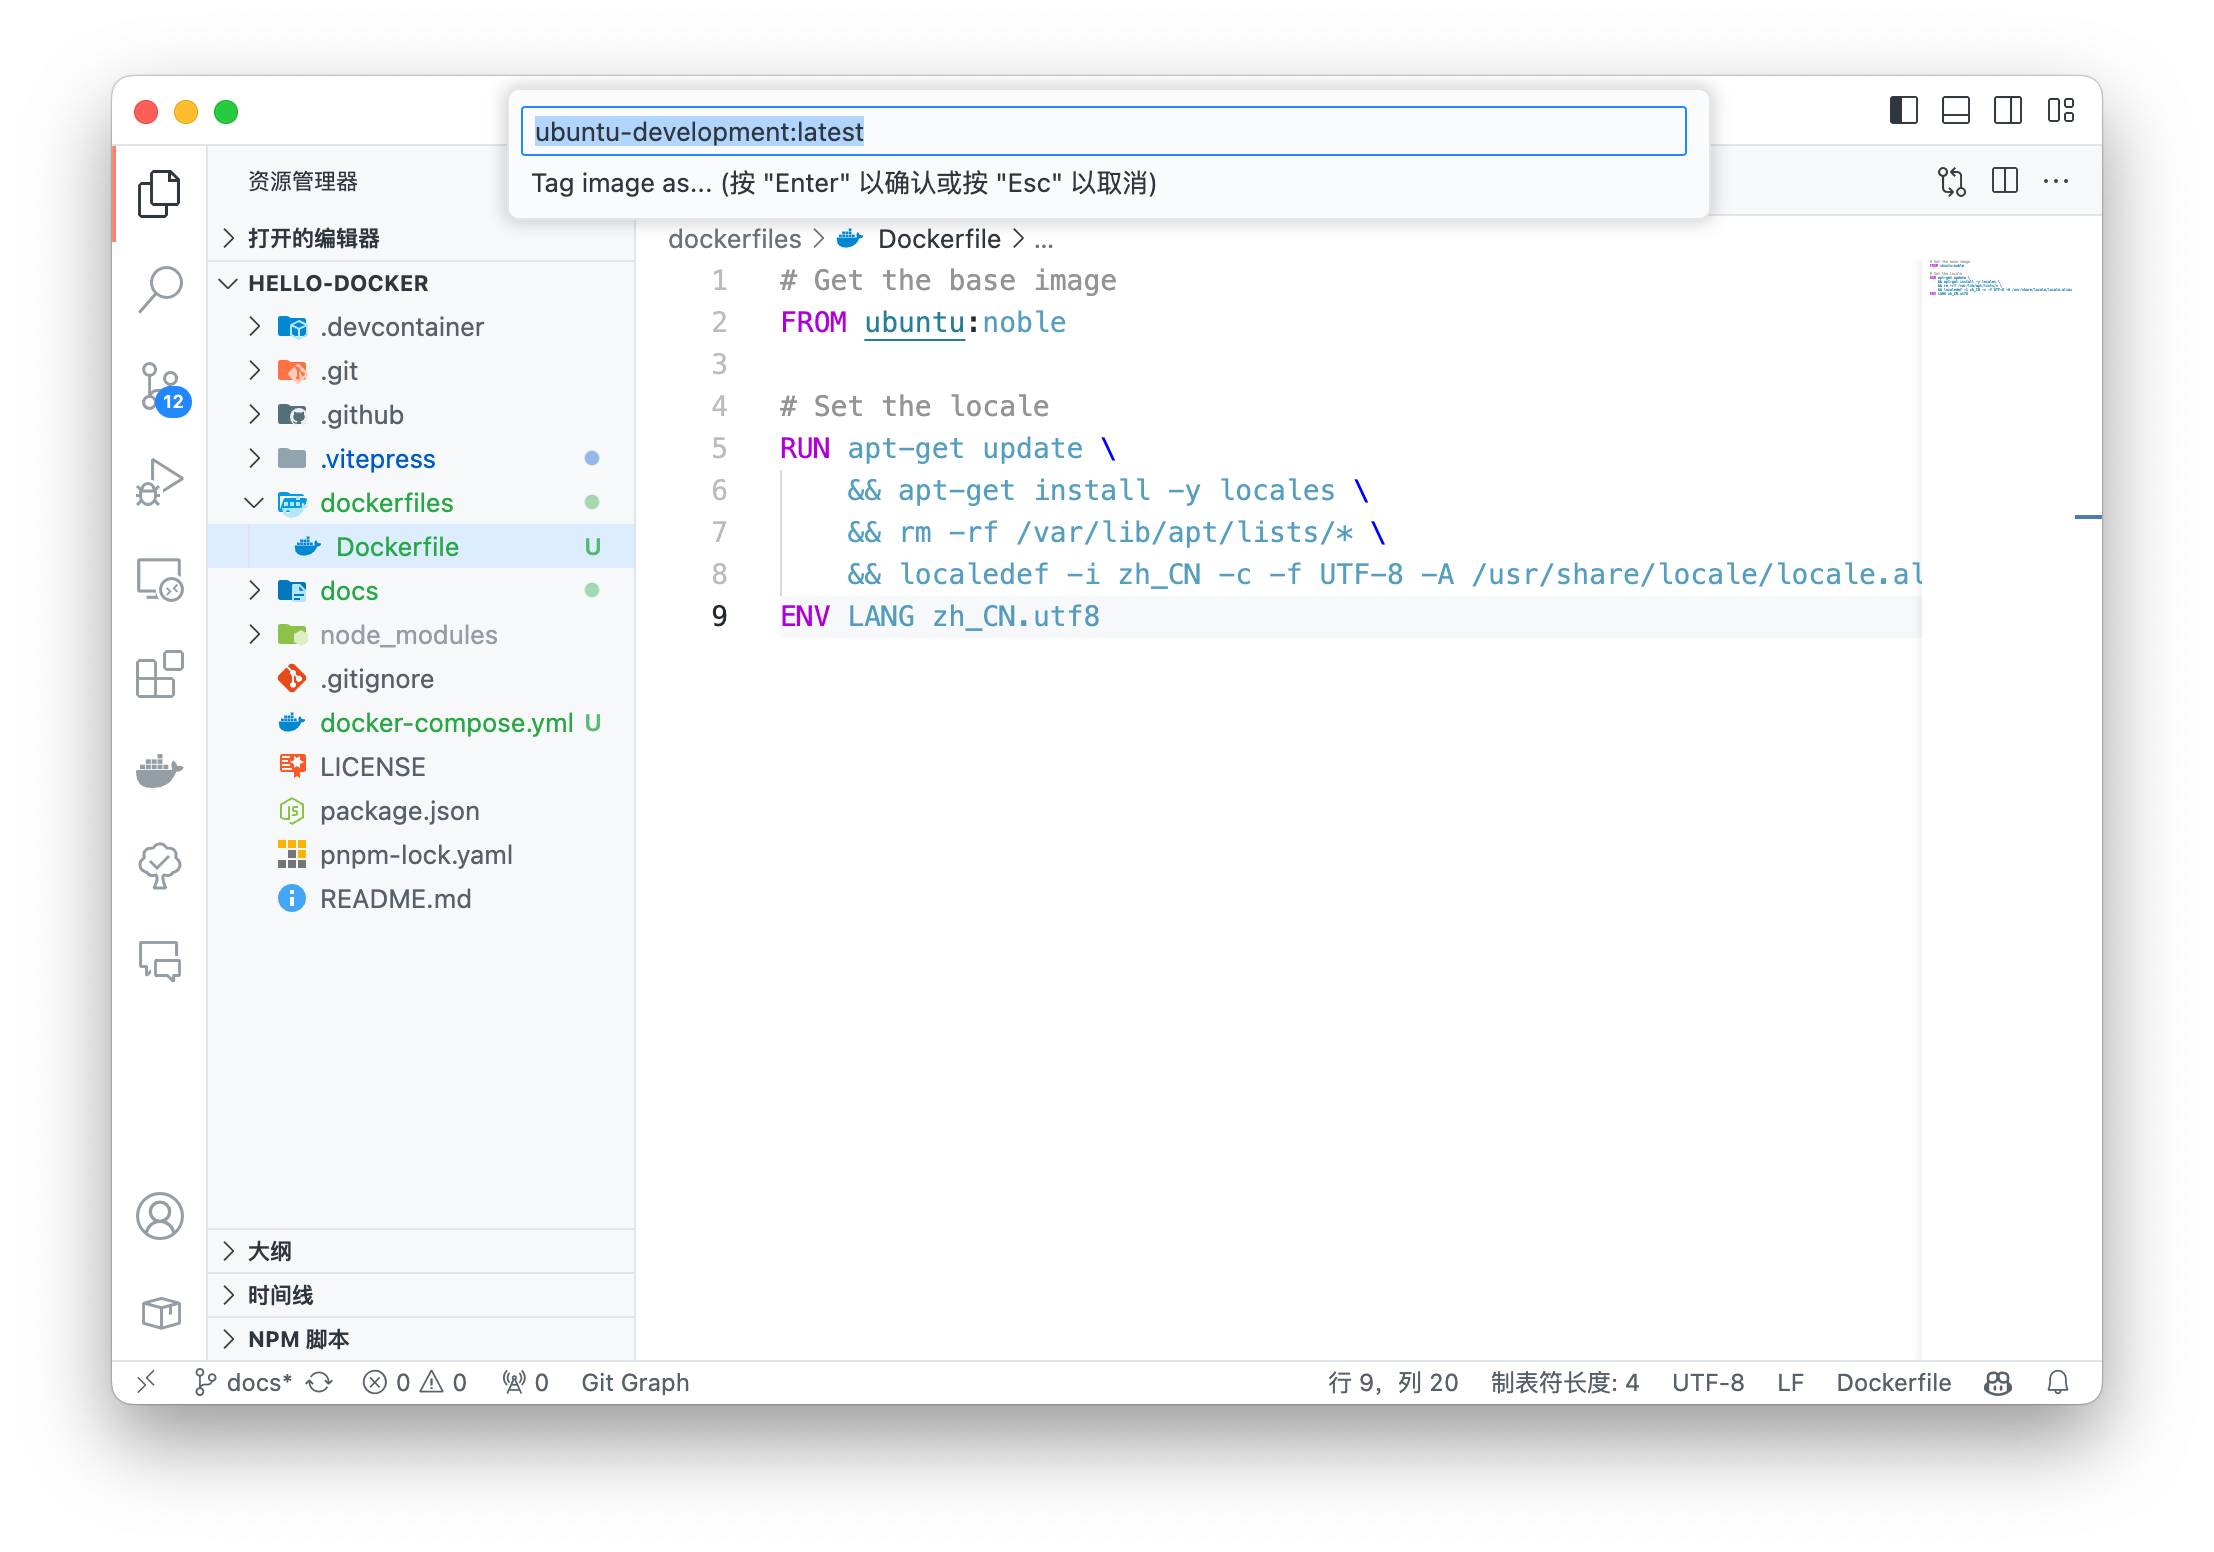 ubuntu-development:latest
Tag image as... (按 "Enter" 以确认或按 "Esc" 以取消)
资源管理器
打开的编辑器
HELLO-DOCKER
.devcontainer
.git
.github
.vitepress
dockerfiles
Dockerfile U
docs
node_modules
.gitignore
docker-compose.yml U
LICENSE
package.json
pnpm-lock.yaml
README.md
大纲
时间线
NPM 脚本
12
dockerfiles > Dockerfile > ...
1 # Get the base image
2 FROM ubuntu:noble
3
4 # Set the locale
5 RUN apt-get update \
6 && apt-get install -y locales \
7 && rm -rf /var/lib/apt/lists/* \
8 && localedef -i zh_CN -c -f UTF-8 -A /usr/share/locale/locale.al
9 ENV LANG zh_CN.utf8
docs* 0 0 0 Git Graph 行 9，列 20 制表符长度: 4 UTF-8 LF Dockerfile